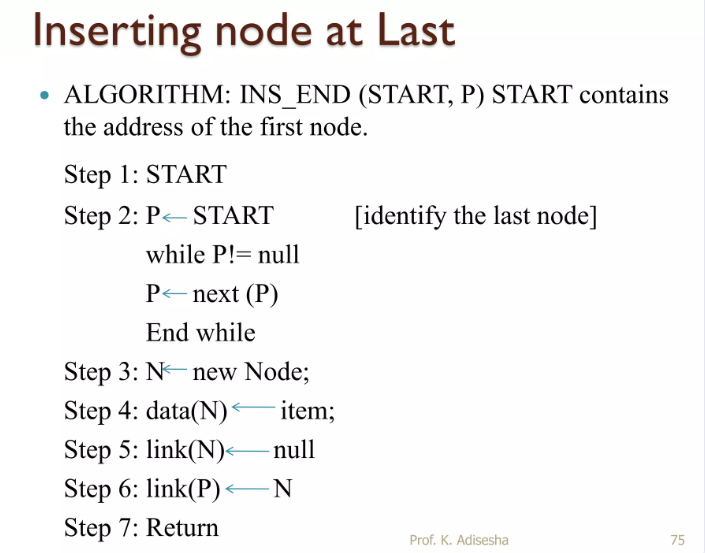 Inserting node at Last
• ALGORITHM: INS_END (START, P) START contains
the address of the first node.
Step 1: START
Step 2: P← START [identify the last node]
while P!= null
P← next (P)
End while
Step 3: N← new Node;
Step 4: data(N)← item;
Step 5: link(N)← null
Step 6: link(P)← N
Step 7: Return
Prof. K. Adisesha 75